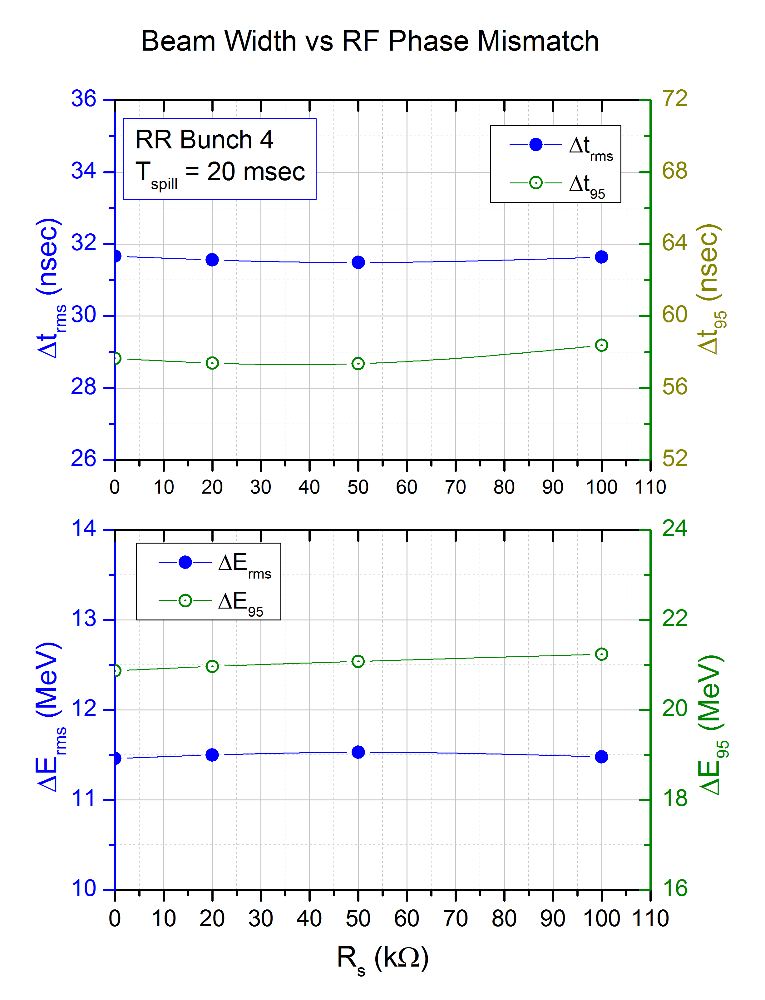 Beam Width vs RF Phase Mismatch
36
34
32
30
28
26
Δt_rms (nsec)
RR Bunch 4
T_spill = 20 msec
Δt_rms
Δt_95
72
68
64
60
56
52
Δt_95 (nsec)
0 10 20 30 40 50 60 70 80 90 100 110
14
13
12
11
10
ΔE_rms (MeV)
ΔE_rms
ΔE_95
24
22
20
18
16
ΔE_95 (MeV)
0 10 20 30 40 50 60 70 80 90 100 110
R_s (kΩ)